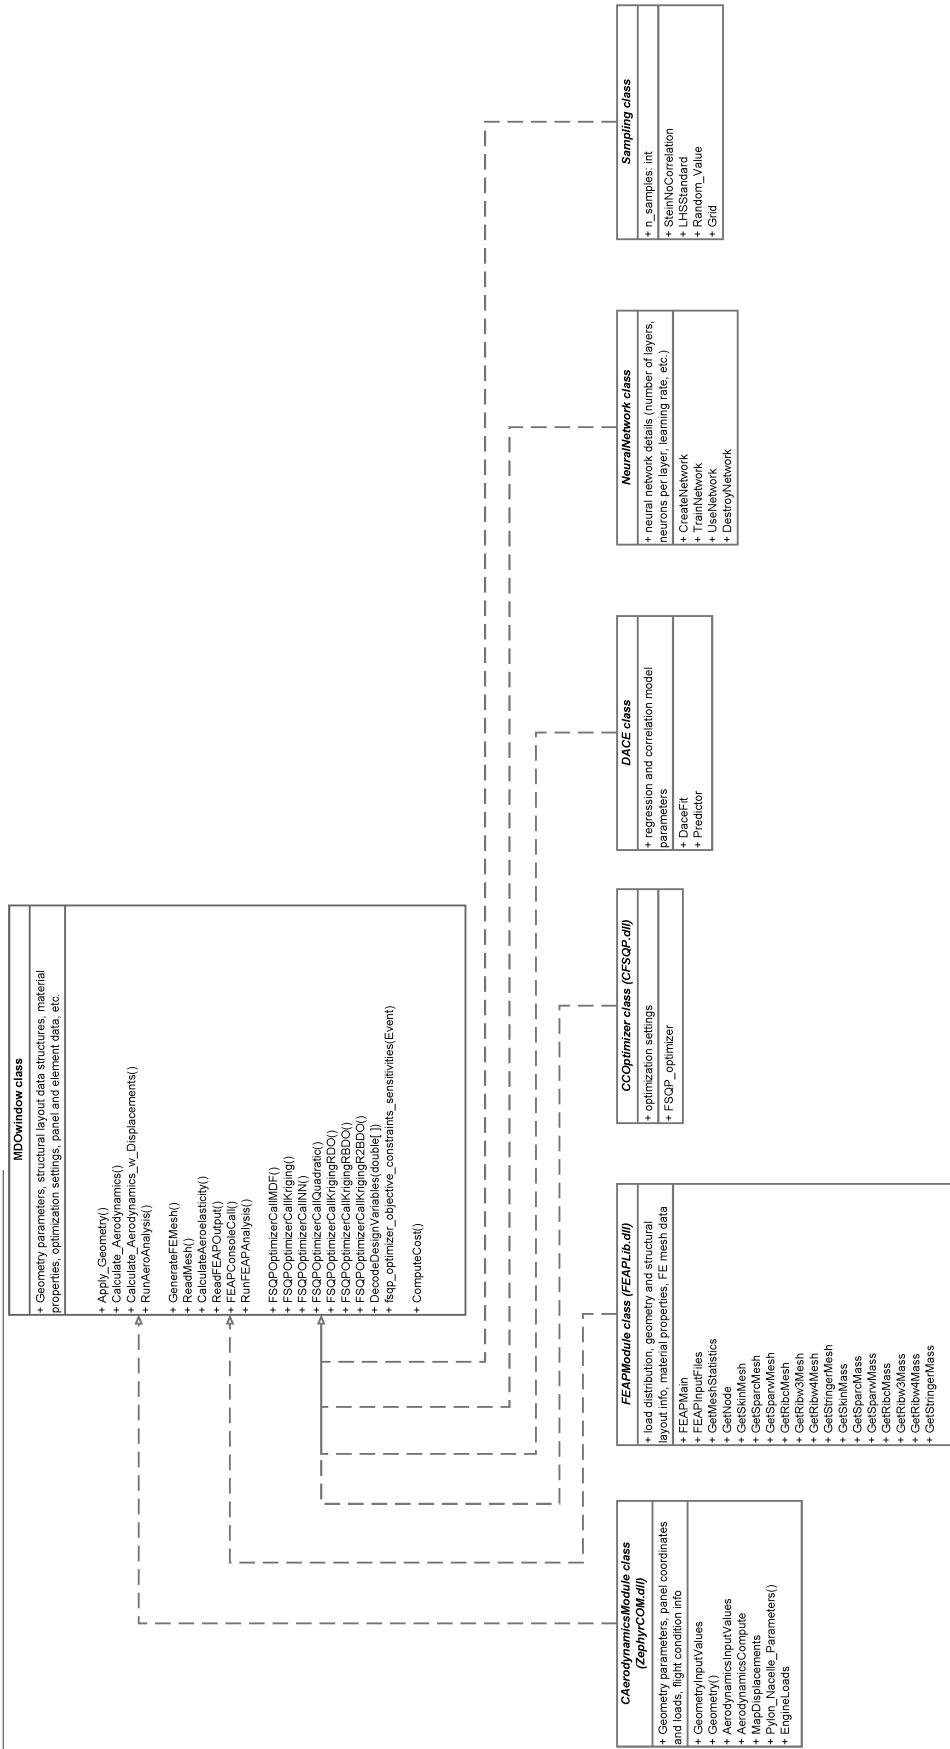 MDOwindow class
+ Geometry parameters, structural layout data structures, material
properties, optimization settings, panel and element data, etc.
+ Apply_Geometry()
+ Calculate_Aerodynamics()
+ Calculate_Aerodynamics_w_Displacements()
+ RunAeroAnalysis()
+ GenerateFEMesh()
+ ReadMesh()
+ CalculateAeroelasticity()
+ ReadFEAPOutput()
+ FEAPConsoleCall()
+ RunFEAPAnalysis()
+ FSQPOptimizerCallMDF()
+ FSQPOptimizerCallKriging()
+ FSQPOptimizerCallNN()
+ FSQPOptimizerCallQuadratic()
+ FSQPOptimizerCallKrigingRDO()
+ FSQPOptimizerCallKrigingRBDO()
+ FSQPOptimizerCallKrigingR2BDO()
+ DecodeDesignVariables(double[ ])
+ fsqp_optimizer_objective_constraints_sensitivities(Event)
+ ComputeCost()
CAerodynamicsModule class
(ZephyrCOM.dll)
+ Geometry parameters, panel coordinates
and loads, flight condition info
+ GeometryInputValues
+ Geometry()
+ AerodynamicsInputValues
+ AerodynamicsCompute
+ MapDisplacements
+ Pylon_Nacelle_Parameters()
+ EngineLoads
FEAPModule class (FEAPLib.dll)
+ load distribution, geometry and structural
layout info, material properties, FE mesh data
+ FEAPMain
+ FEAPInputFiles
+ GetMeshStatistics
+ GetNode
+ GetSkinMesh
+ GetSparcMesh
+ GetSparwMesh
+ GetRibcMesh
+ GetRibw3Mesh
+ GetRibw4Mesh
+ GetStringerMesh
+ GetSkinMass
+ GetSparcMass
+ GetSparwMass
+ GetRibcMass
+ GetRibw3Mass
+ GetRibw4Mass
+ GetStringerMass
CCOptimizer class (CFSQP.dll)
+ optimization settings
+ FSQP_optimizer
DACE class
+ regression and correlation model
parameters
+ DaceFit
+ Predictor
NeuralNetwork class
+ neural network details (number of layers,
neurons per layer, learning rate, etc.)
+ CreateNetwork
+ TrainNetwork
+ UseNetwork
+ DestroyNetwork
Sampling class
+ n_samples: int
+ SteinNoCorrelation
+ LHSStandard
+ Random_Value
+ Grid